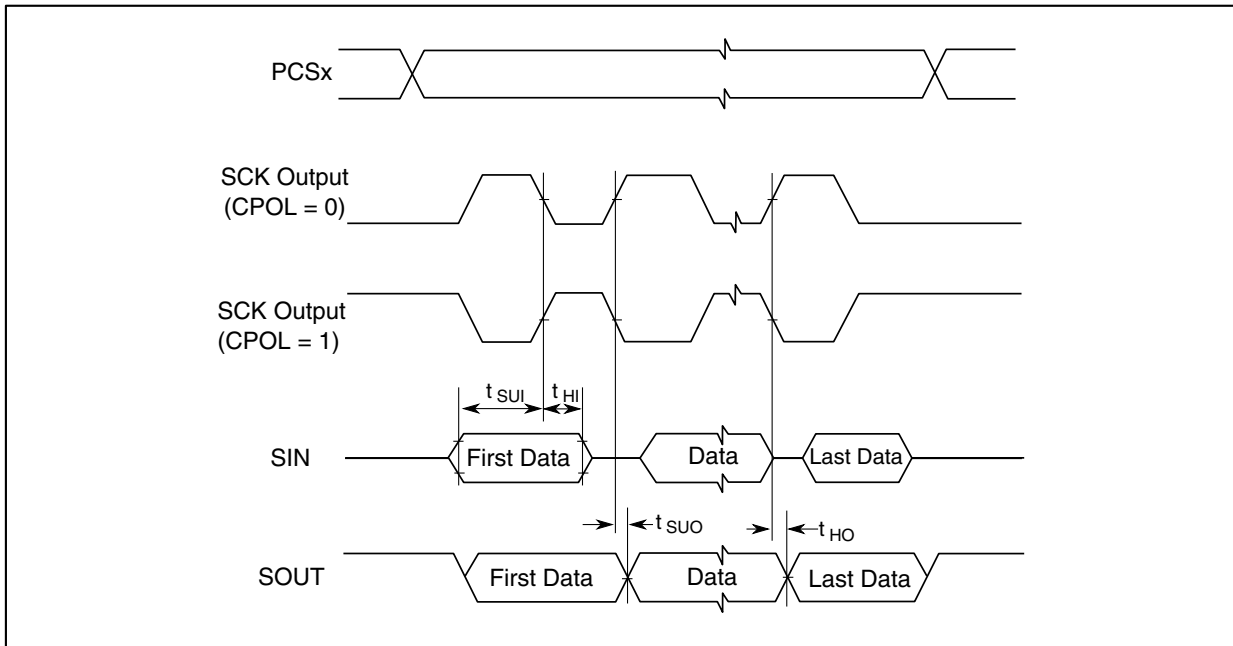 PCSx
SCK Output
(CPOL = 0)
SCK Output
(CPOL = 1)
t SUI
t HI
SIN
First Data
Data
Last Data
t SUO
t HO
SOUT
First Data
Data
Last Data